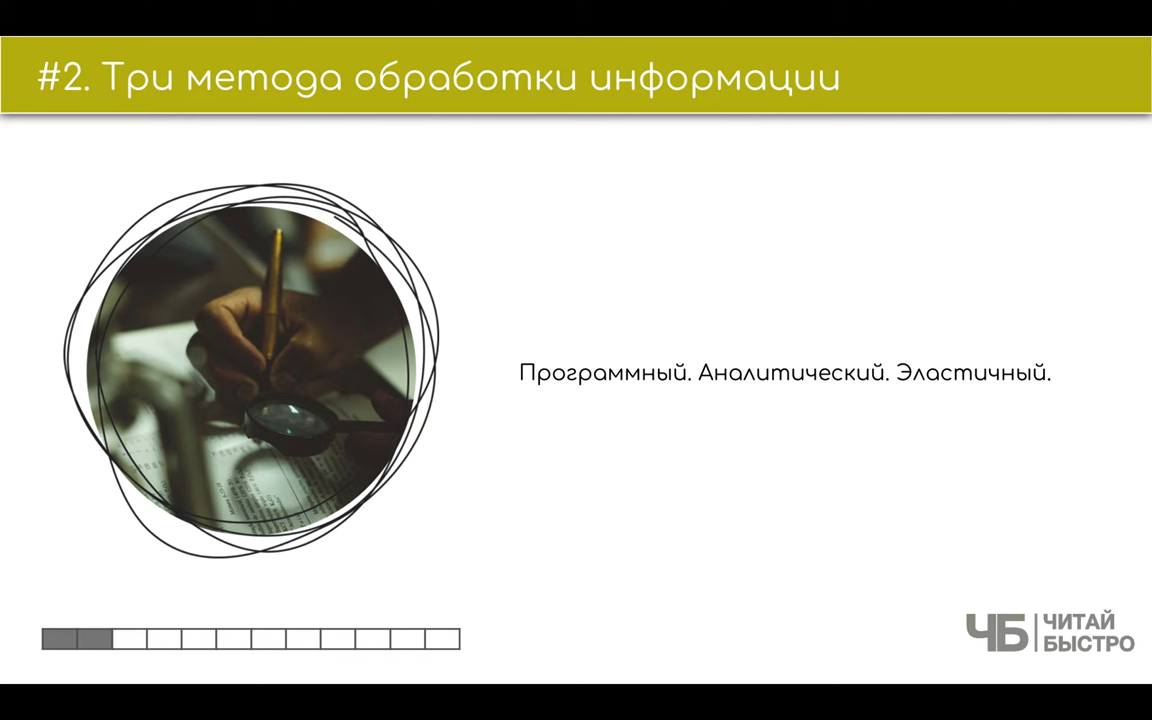 #2. Три метода обработки информации
Программный. Аналитический. Эластичный.
ЧБ
ЧИТАЙ
БЫСТРО